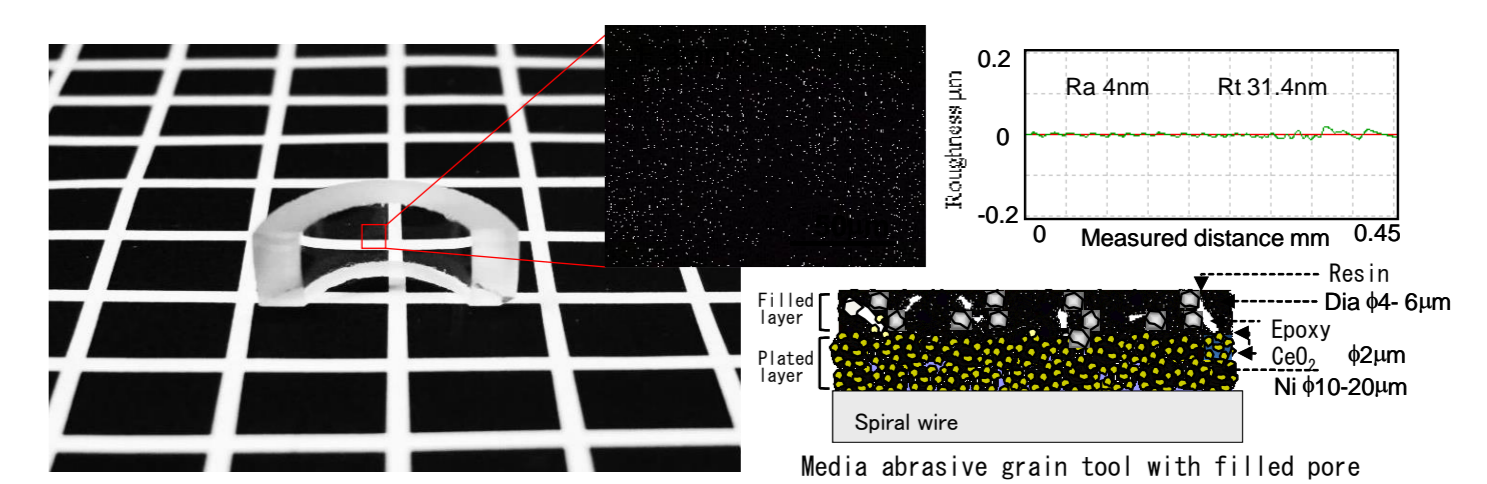 0.2
Ra 4nm Rt 31.4nm
0
Roughness μm
-0.2
0 Measured distance mm 0.45
Resin
Filled
layer
Dia ϕ4- 6μm
Epoxy
Plated
layer
CeO₂ ϕ2μm
Ni ϕ10-20μm
Spiral wire
Media abrasive grain tool with filled pore